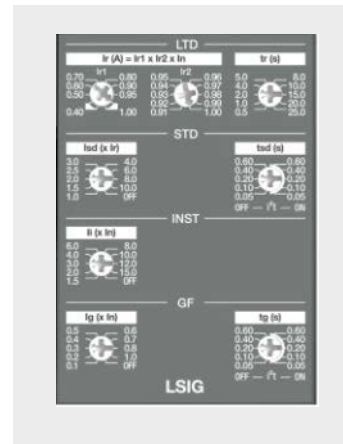 LTD
Ir (A) = Ir1 x Ir2 x In
tr (s)
Ir1
Ir2
0.70 0.80 0.95 0.96 5.0 8.0
0.60 0.90 0.94 0.97 4.0 10.0
0.50 0.95 0.93 0.98 2.0 15.0
0.92 0.99 1.0 20.0
0.40 1.00 0.91 1.00 0.5 25.0
STD
Isd (x Ir)
tsd (s)
3.0 4.0 0.60 0.60
2.5 6.0 0.40 0.40
2.0 8.0 0.20 0.20
1.5 10.0 0.10 0.10
1.0 OFF 0.05 0.05
OFF — I²t — ON
INST
Ii (x In)
6.0 8.0
4.0 10.0
3.0 12.0
2.0 15.0
1.5 OFF
GF
Ig (x In)
tg (s)
0.5 0.6 0.60 0.60
0.4 0.7 0.40 0.40
0.3 0.8 0.20 0.20
0.2 1.0 0.10 0.10
0.1 OFF 0.05 0.05
OFF — I²t — ON
LSIG